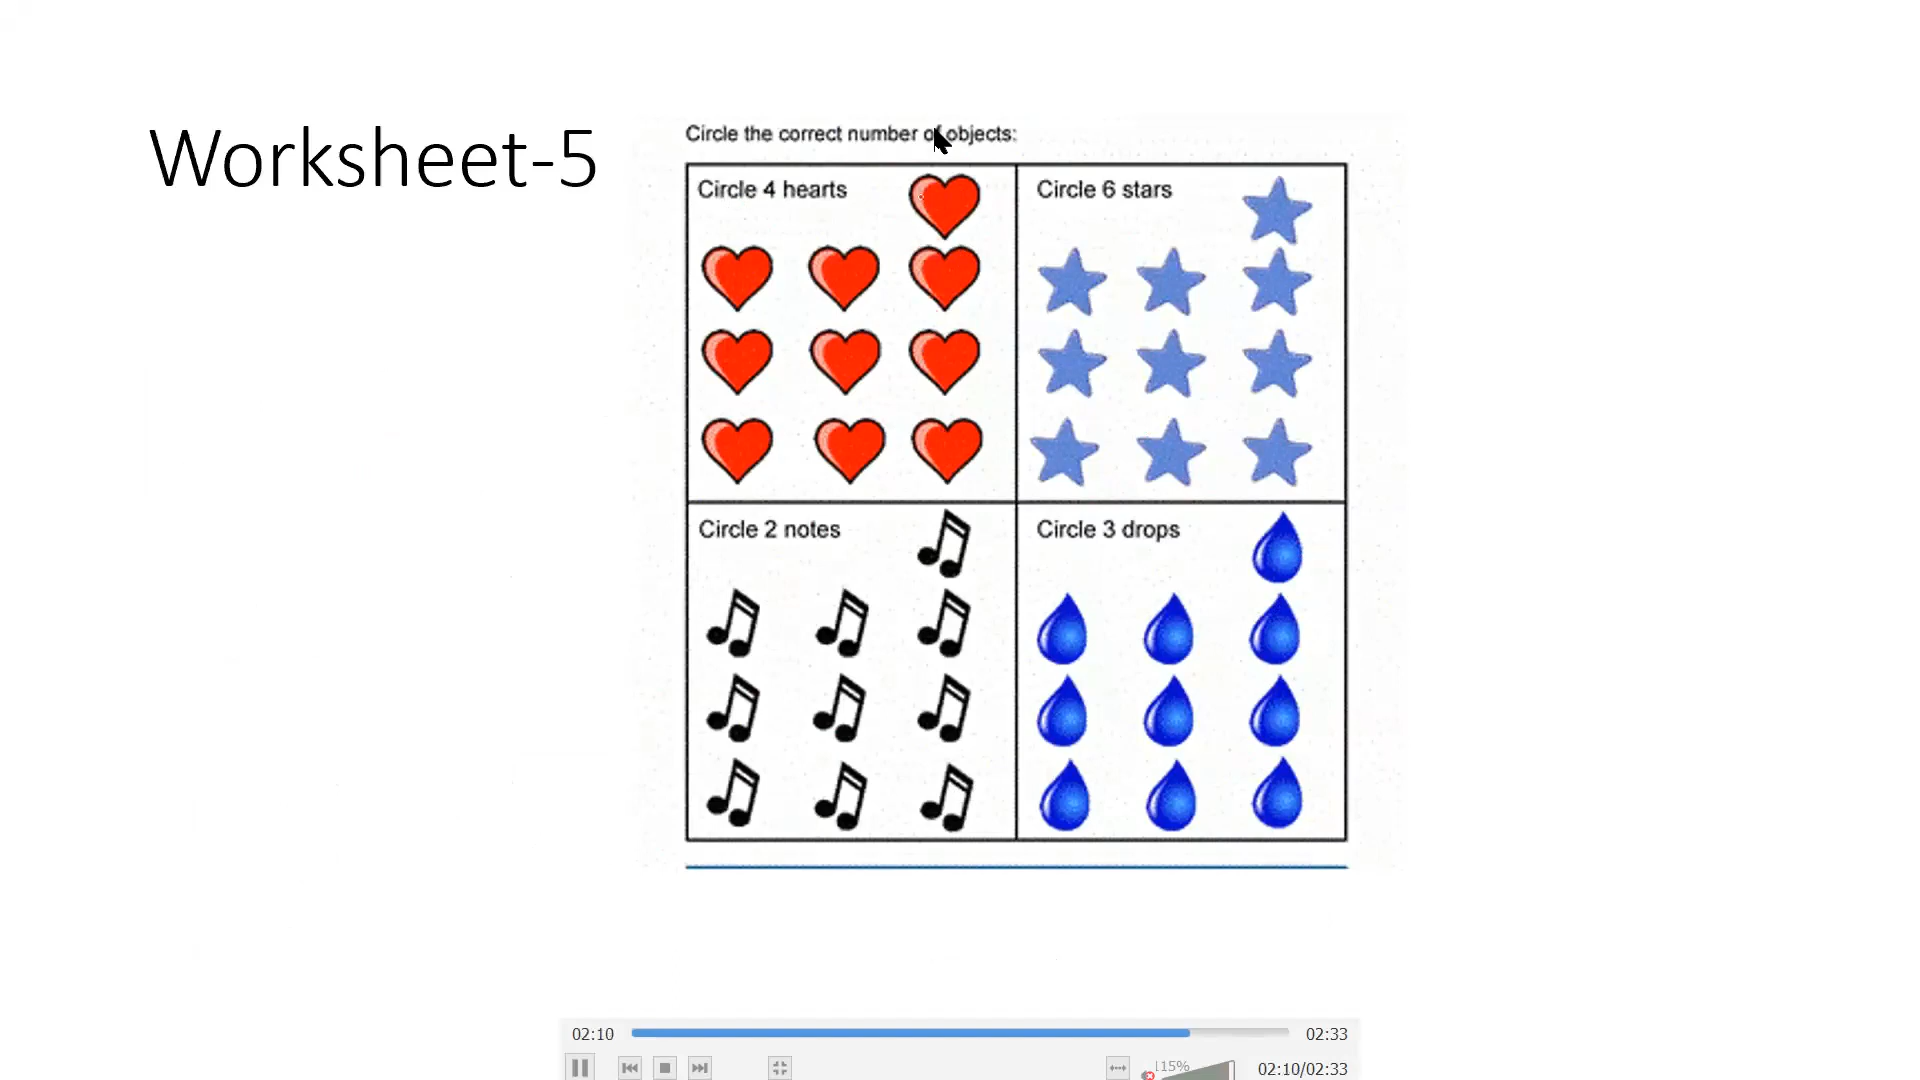 Worksheet-5
Circle the correct number of objects:
Circle 4 hearts
Circle 6 stars
Circle 2 notes
Circle 3 drops
02:10
02:33
115%
02:10/02:33